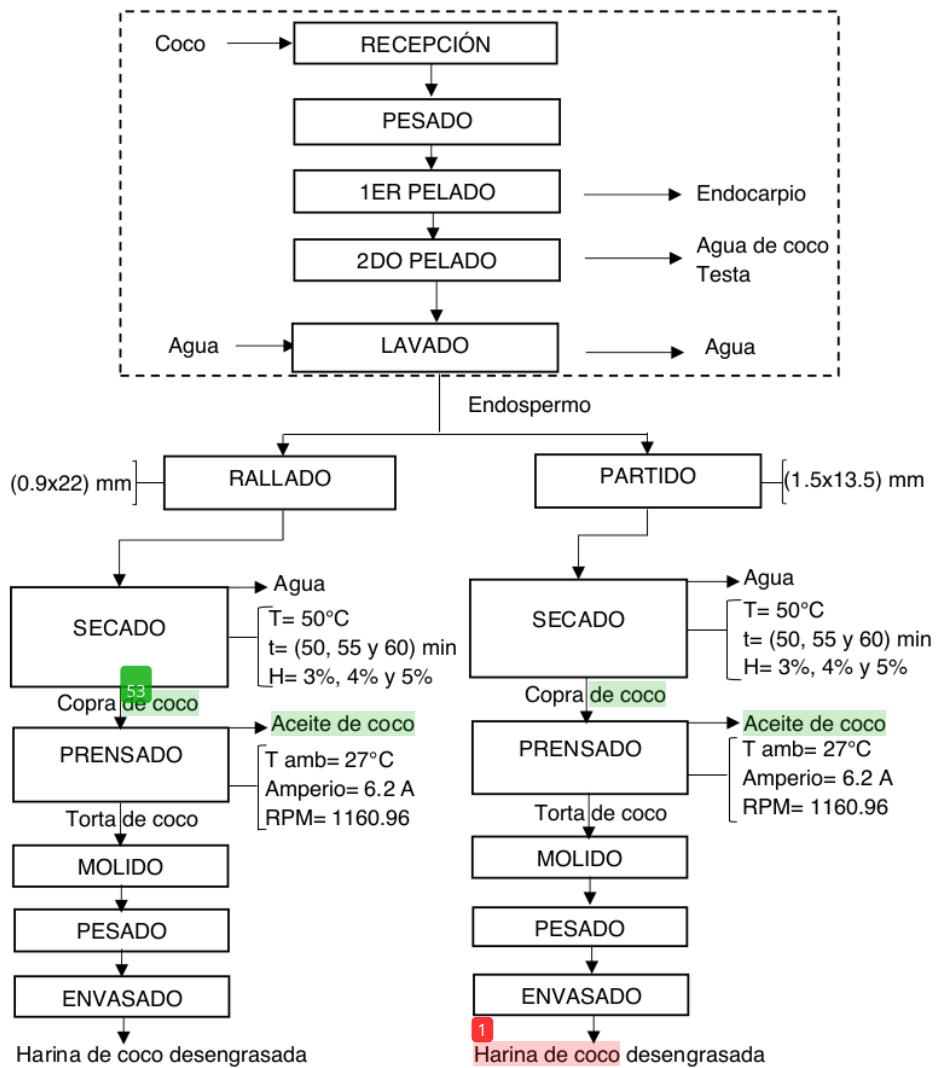 Coco
RECEPCIÓN
PESADO
1ER PELADO
Endocarpio
2DO PELADO
Agua de coco
Testa
Agua
LAVADO
Agua
Endospermo
(0.9x22) mm
RALLADO
PARTIDO
(1.5x13.5) mm
SECADO
Agua
T= 50°C
t= (50, 55 y 60) min
H= 3%, 4% y 5%
53
Copra de coco
PRENSADO
Aceite de coco
T amb= 27°C
Amperio= 6.2 A
RPM= 1160.96
Torta de coco
MOLIDO
PESADO
ENVASADO
Harina de coco desengrasada
SECADO
Agua
T= 50°C
t= (50, 55 y 60) min
H= 3%, 4% y 5%
Copra de coco
PRENSADO
Aceite de coco
T amb= 27°C
Amperio= 6.2 A
RPM= 1160.96
Torta de coco
MOLIDO
PESADO
ENVASADO
1
Harina de coco desengrasada